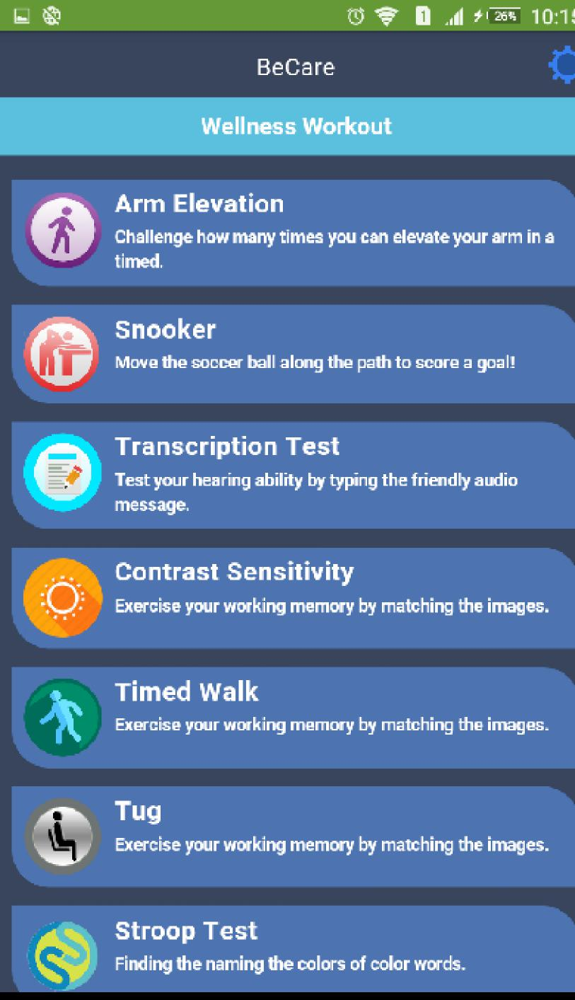 1 26% 10:15
BeCare
Wellness Workout
Arm Elevation
Challenge how many times you can elevate your arm in a
timed.
Snooker
Move the soccer ball along the path to score a goal!
Transcription Test
Test your hearing ability by typing the friendly audio
message.
Contrast Sensitivity
Exercise your working memory by matching the images.
Timed Walk
Exercise your working memory by matching the images.
Tug
Exercise your working memory by matching the images.
Stroop Test
Finding the naming the colors of color words.